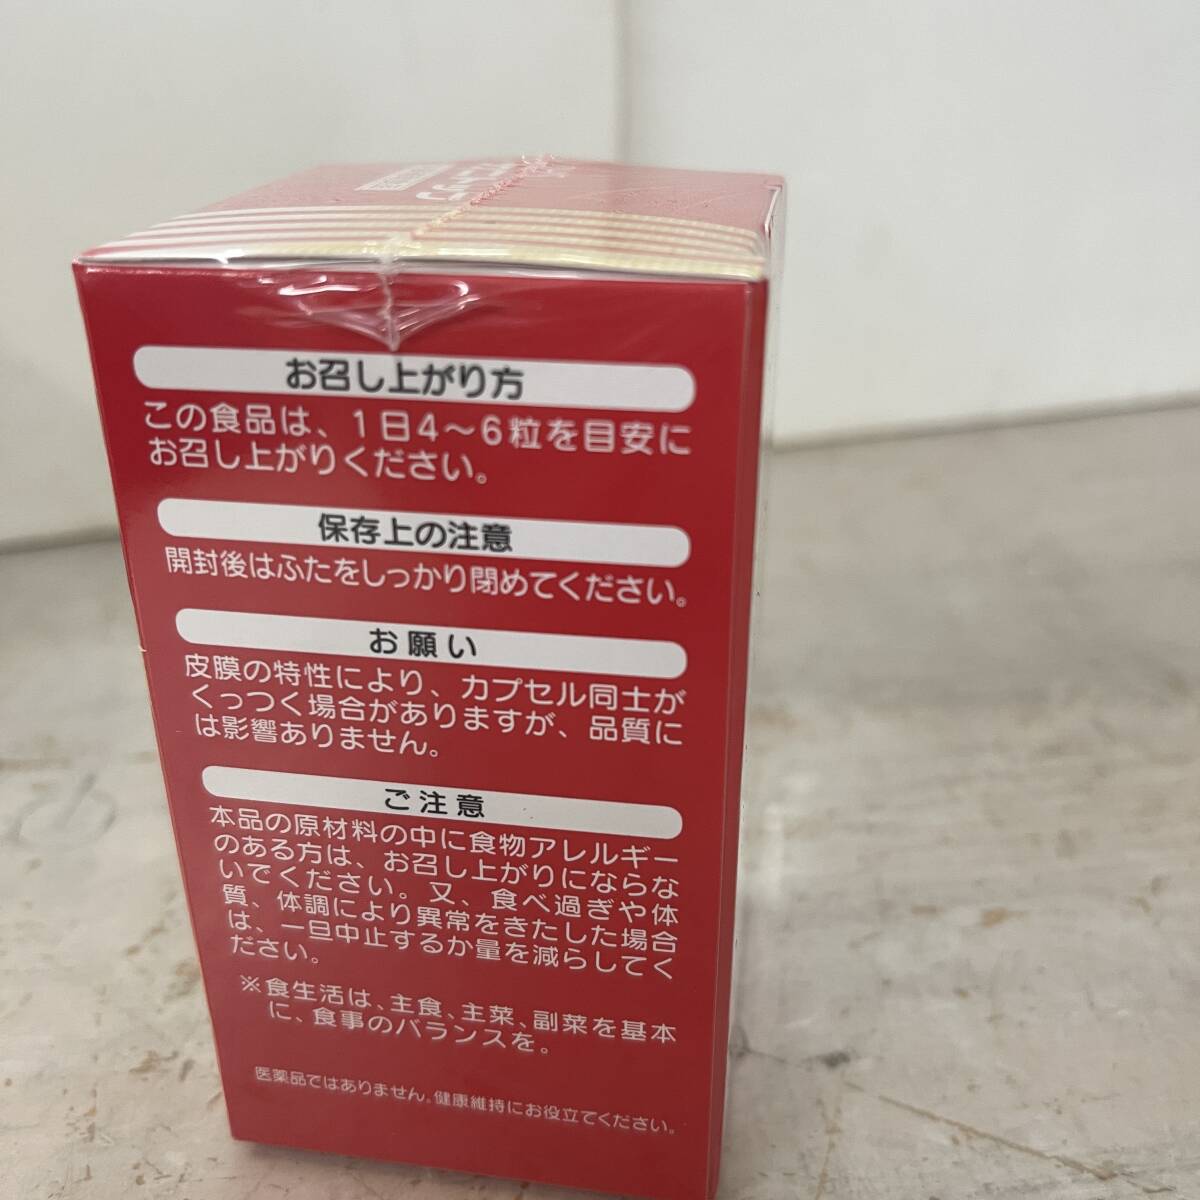 お召し上がり方
この食品は、1日4〜6粒を目安に
お召し上がりください。
保存上の注意
開封後はふたをしっかり閉めてください。
お願い
皮膜の特性により、カプセル同士が
くっつく場合がありますが、品質に
は影響ありません。
ご注意
本品の原材料の中に食物アレルギー
のある方は、お召し上がりにならな
いでください。又、食べ過ぎや体
質、体調により異常をきたした場合
は、一旦中止するか量を減らしてく
ださい。
※食生活は、主食、主菜、副菜を基本
に、食事のバランスを。
医薬品ではありません。健康維持にお役立てください。